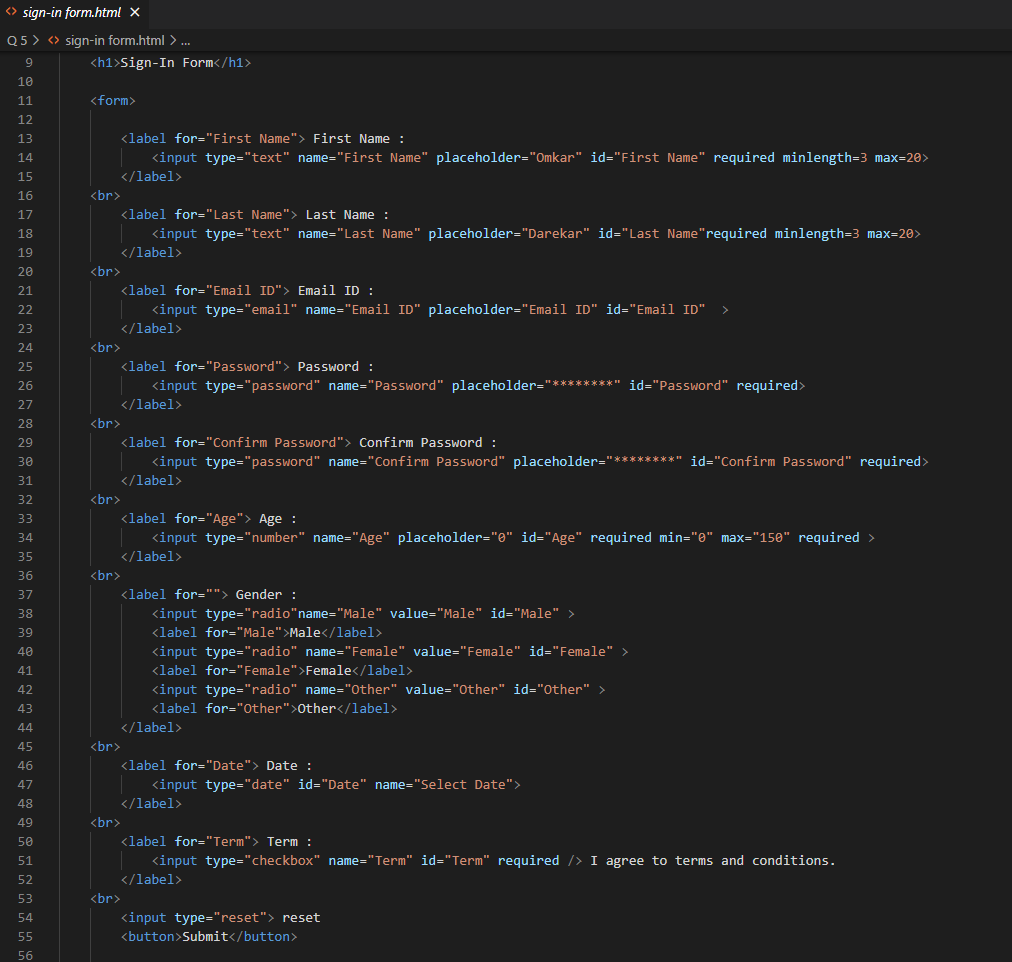 <> sign-in form.html ×
Q 5 > <> sign-in form.html > ...
9 <h1>Sign-In Form</h1>
10
11 <form>
12
13 <label for="First Name"> First Name :
14 <input type="text" name="First Name" placeholder="Omkar" id="First Name" required minlength=3 max=20>
15 </label>
16 <br>
17 <label for="Last Name"> Last Name :
18 <input type="text" name="Last Name" placeholder="Darekar" id="Last Name"required minlength=3 max=20>
19 </label>
20 <br>
21 <label for="Email ID"> Email ID :
22 <input type="email" name="Email ID" placeholder="Email ID" id="Email ID"  >
23 </label>
24 <br>
25 <label for="Password"> Password :
26 <input type="password" name="Password" placeholder="********" id="Password" required>
27 </label>
28 <br>
29 <label for="Confirm Password"> Confirm Password :
30 <input type="password" name="Confirm Password" placeholder="********" id="Confirm Password" required>
31 </label>
32 <br>
33 <label for="Age"> Age :
34 <input type="number" name="Age" placeholder="0" id="Age" required min="0" max="150" required >
35 </label>
36 <br>
37 <label for=""> Gender :
38 <input type="radio"name="Male" value="Male" id="Male" >
39 <label for="Male">Male</label>
40 <input type="radio" name="Female" value="Female" id="Female" >
41 <label for="Female">Female</label>
42 <input type="radio" name="Other" value="Other" id="Other" >
43 <label for="Other">Other</label>
44 </label>
45 <br>
46 <label for="Date"> Date :
47 <input type="date" id="Date" name="Select Date">
48 </label>
49 <br>
50 <label for="Term"> Term :
51 <input type="checkbox" name="Term" id="Term" required /> I agree to terms and conditions.
52 </label>
53 <br>
54 <input type="reset"> reset
55 <button>Submit</button>
56